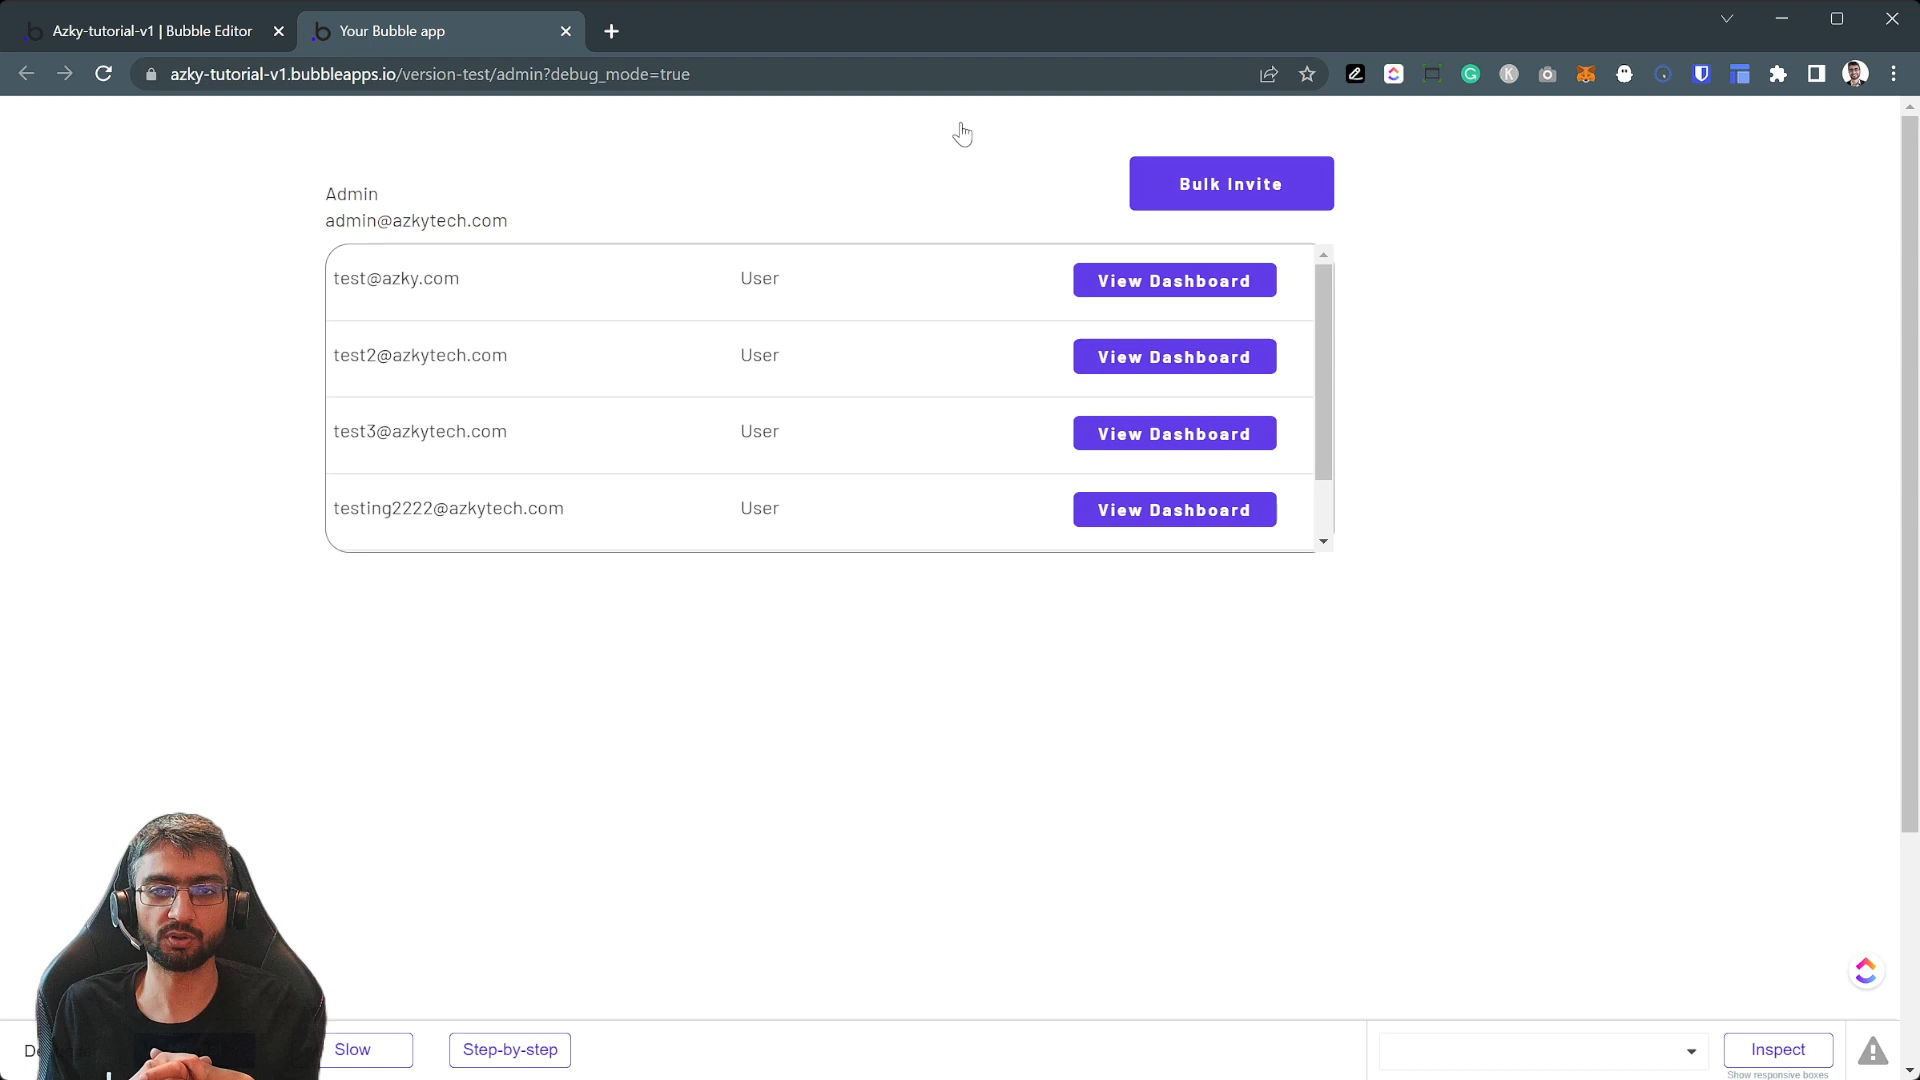 Azky-tutorial-v1 | Bubble Editor
Your Bubble app
azky-tutorial-v1.bubbleapps.io/version-test/admin?debug_mode=true
Bulk Invite
Admin
admin@azkytech.com
test@azky.com User View Dashboard
test2@azkytech.com User View Dashboard
test3@azkytech.com User View Dashboard
testing2222@azkytech.com User View Dashboard
Slow Step-by-step Inspect
Show responsive boxes